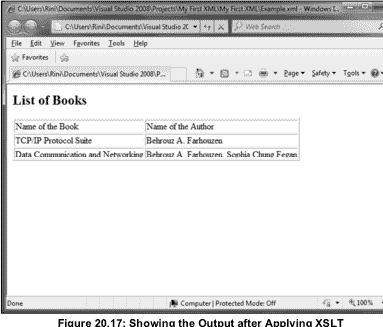 C:\Users\Rini\Documents\Visual Studio 2008\Projects\My First XML\My First XML\Example.xml - Windows I...
C:\Users\Rini\Documents\Visual Studio 2(
Web Search
File Edit View Favorites Tools Help
Favorites
C:\Users\Rini\Documents\Visual Studio 2008\P...
Page Safety Tools
List of Books
Name of the Book Name of the Author
TCP/IP Protocol Suite Behrouz A. Farhouzen
Data Communication and Networking Behrouz A. Farhouzen, Sophia Chung Fegan
Done Computer | Protected Mode: Off 100%
Figure 20.17: Showing the Output after Applying XSLT